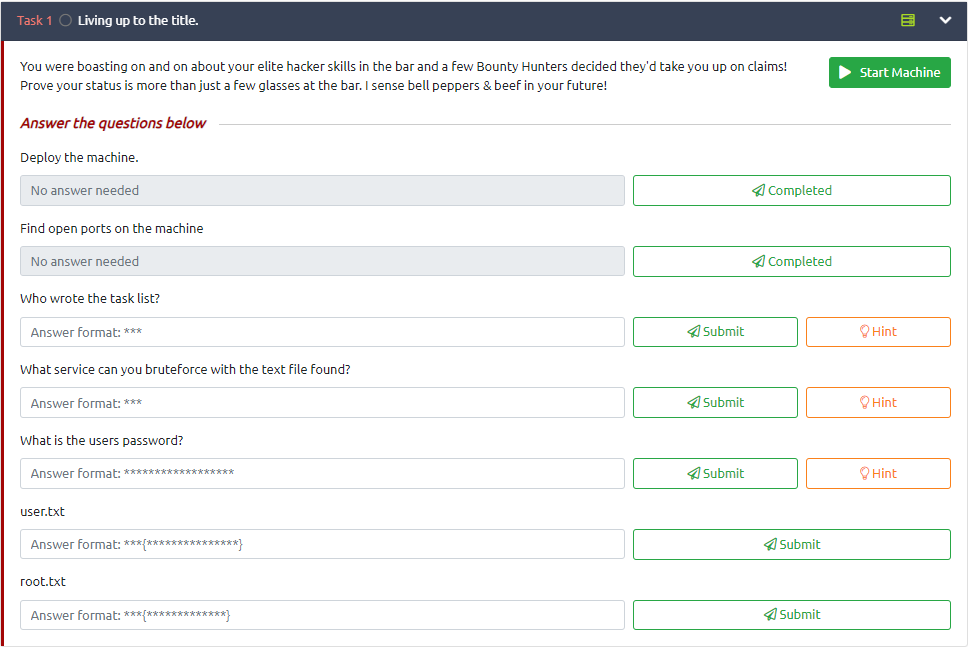 Task 1 Living up to the title.
You were boasting on and on about your elite hacker skills in the bar and a few Bounty Hunters decided they'd take you up on claims!
Start Machine
Prove your status is more than just a few glasses at the bar. I sense bell peppers & beef in your future!
Answer the questions below
Deploy the machine.
No answer needed
Completed
Find open ports on the machine
No answer needed
Completed
Who wrote the task list?
Answer format: ***
Submit
Hint
What service can you bruteforce with the text file found?
Answer format: ***
Submit
Hint
What is the users password?
Answer format: ******************
Submit
Hint
user.txt
Answer format: ***{***************}
Submit
root.txt
Answer format: ***{*************}
Submit